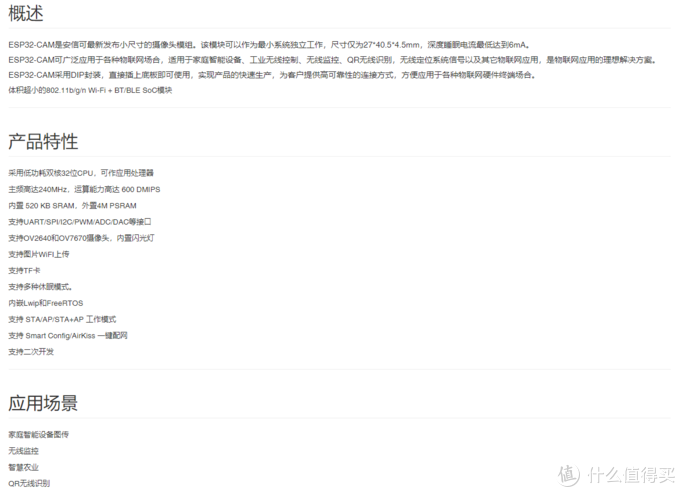 概述
ESP32-CAM是安信可最新发布小尺寸的摄像头模组。该模块可以作为最小系统独立工作，尺寸仅为27*40.5*4.5mm，深度睡眠电流最低达到6mA。
ESP32-CAM可广泛应用于各种物联网场合，适用于家庭智能设备、工业无线控制、无线监控、QR无线识别，无线定位系统信号以及其它物联网应用，是物联网应用的理想解决方案。
ESP32-CAM采用DIP封装，直接插上底板即可使用，实现产品的快速生产，为客户提供高可靠性的连接方式，方便应用于各种物联网硬件终端场合。
体积超小的802.11b/g/n Wi-Fi + BT/BLE SoC模块
产品特性
采用低功耗双核32位CPU，可作应用处理器
主频高达240MHz，运算能力高达 600 DMIPS
内置 520 KB SRAM，外置4M PSRAM
支持UART/SPI/I2C/PWM/ADC/DAC等接口
支持OV2640和OV7670摄像头，内置闪光灯
支持图片WiFI上传
支持TF卡
支持多种休眠模式。
内嵌Lwip和FreeRTOS
支持 STA/AP/STA+AP 工作模式
支持 Smart Config/AirKiss 一键配网
支持二次开发
应用场景
家庭智能设备图传
无线监控
智慧农业
QR无线识别
值 什么值得买